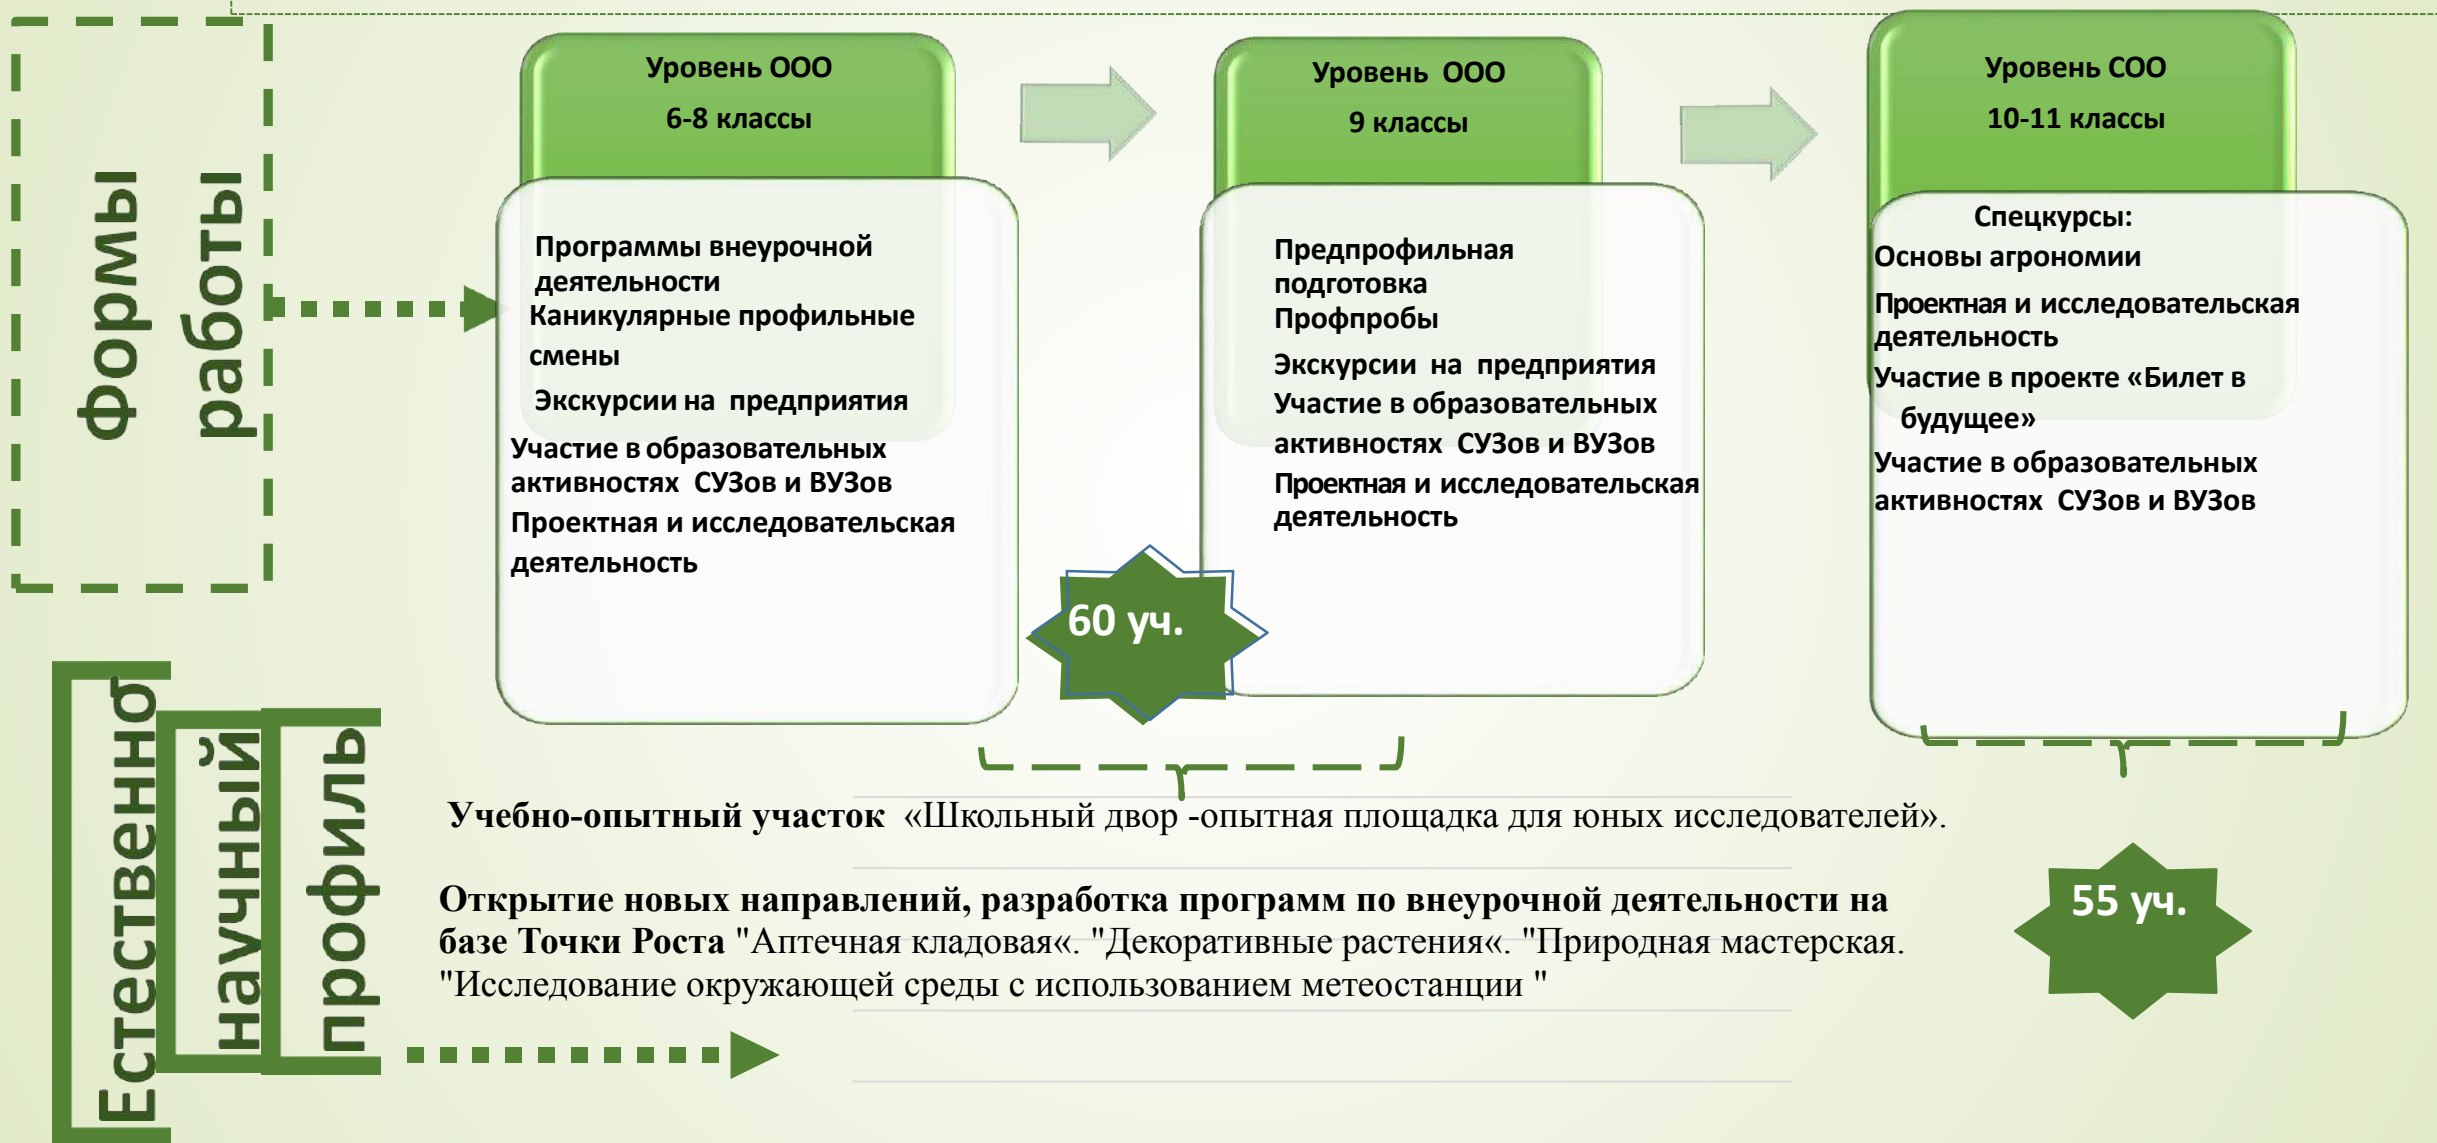 Формы
работы
Уровень ООО
6-8 классы
Программы внеурочной
деятельности
Каникулярные профильные
смены
Экскурсии на предприятия
Участие в образовательных
активностях СУЗов и ВУЗов
Проектная и исследовательская
деятельность
Уровень ООО
9 классы
Предпрофильная
подготовка
Профпробы
Экскурсии на предприятия
Участие в образовательных
активностях СУЗов и ВУЗов
Проектная и исследовательская
деятельность
Уровень СОО
10-11 классы
Спецкурсы:
Основы агрономии
Проектная и исследовательская
деятельность
Участие в проекте «Билет в
будущее»
Участие в образовательных
активностях СУЗов и ВУЗов
60 уч.
Естественно
научный
профиль
Учебно-опытный участок «Школьный двор -опытная площадка для юных исследователей».
Открытие новых направлений, разработка программ по внеурочной деятельности на
базе Точки Роста "Аптечная кладовая«. "Декоративные растения«. "Природная мастерская.
"Исследование окружающей среды с использованием метеостанции "
55 уч.